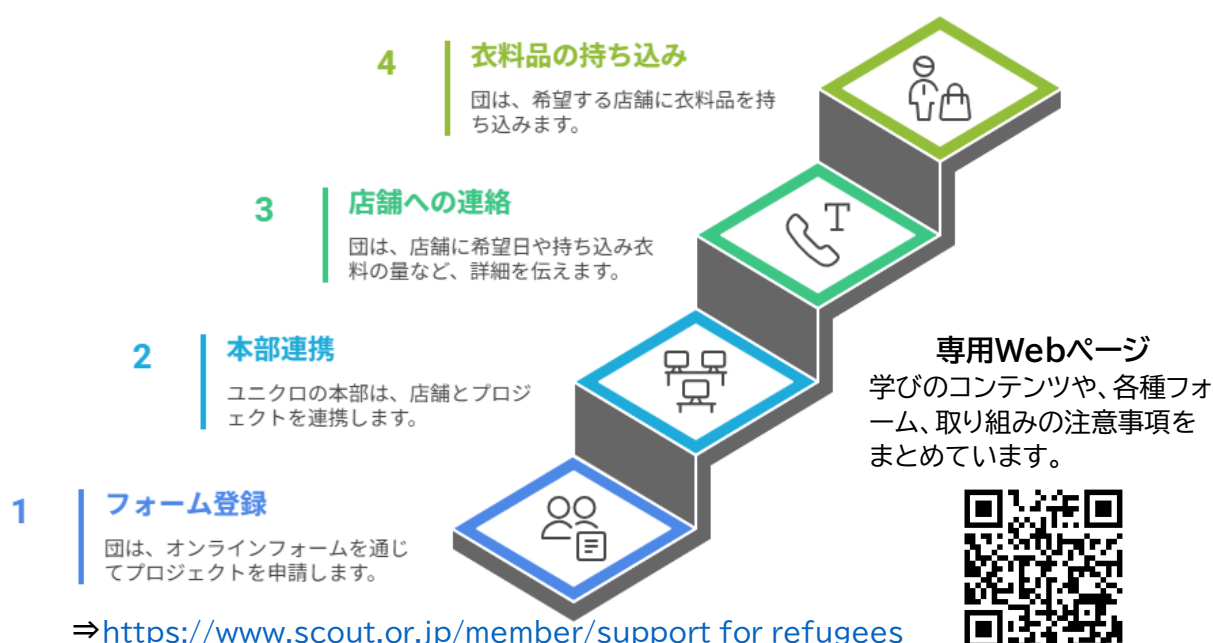 4
衣料品の持ち込み
団は、希望する店舗に衣料品を持
ち込みます。
3
店舗への連絡
団は、店舗に希望日や持ち込み衣
料の量など、詳細を伝えます。
T
2
本部連携
ユニクロの本部は、店舗とプロジ
ェクトを連携します。
専用Webページ
学びのコンテンツや、各種フォ
ーム、取り組みの注意事項を
まとめています。
1
フォーム登録
団は、オンラインフォームを通じ
てプロジェクトを申請します。
⇒https://www.scout.or.jp/member/support_for_refugees